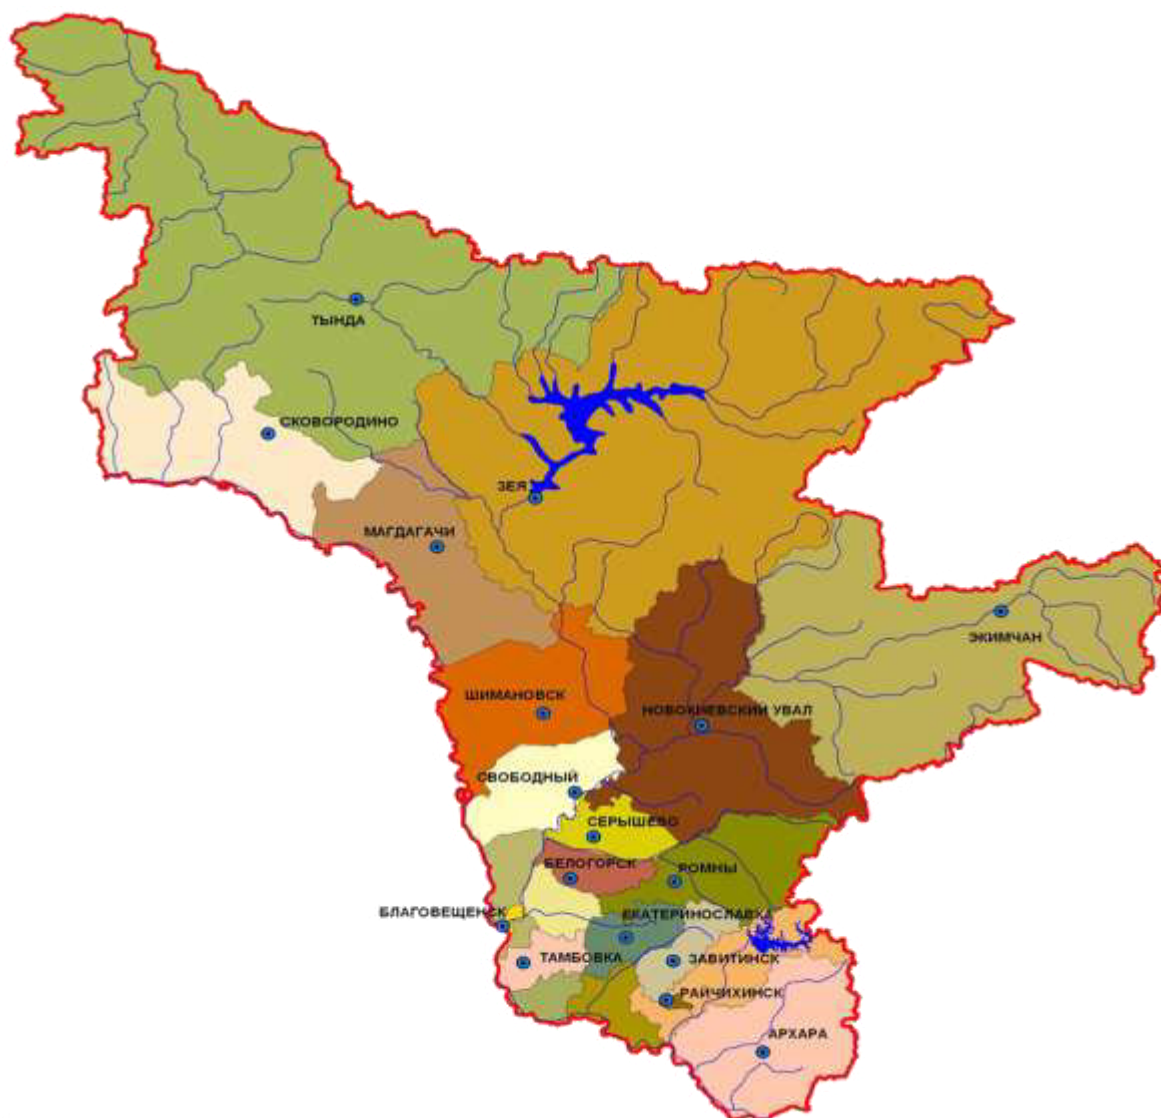 ТЫНДА
СКОВОРОДИНО
ЗЕЯ
МАГДАГАЧИ
ЭКИМЧАН
ШИМАНОВСК
НОВОКИЕВСКИЙ УВАЛ
СВОБОДНЫЙ
СЕРЫШЕВО
БЕЛОГОРСК
РОМНЫ
БЛАГОВЕЩЕНСК
ЕКАТЕРИНОСЛАВКА
ТАМБОВКА
ЗАВИТИНСК
РАЙЧИХИНСК
АРХАРА